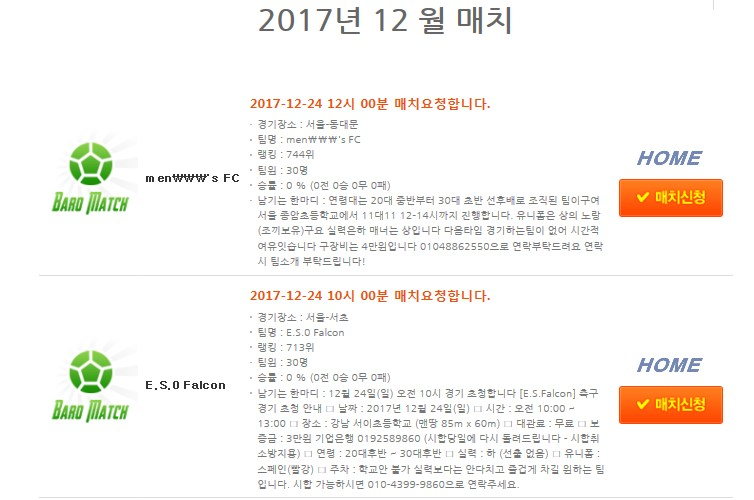 2017년 12 월 매치
2017-12-24 12시 00분 매치요청합니다.
· 경기장소 : 서울-동대문
· 팀명 : men₩₩₩'s FC
· 랭킹 : 744위
· 팀원 : 30명
· 승률 : 0 % (0전 0승 0무 0패)
· 남기는 한마디 : 연령대는 20대 중반부터 30대 초반 선후배로 조직된 팀이구여
서울 종암초등학교에서 11대11 12-14시까지 진행합니다. 유니폼은 상의 노랑
(조끼보유)구요 실력은하 매너는 상입니다 다음타임 경기하는팀이 없어 시간적
여유잇습니다 구장비는 4만원입니다 01048862550으로 연락부탁드려요 연락
시 팀소개 부탁드립니다!
BARO MATCH
men₩₩₩'s FC
HOME
매치신청
2017-12-24 10시 00분 매치요청합니다.
· 경기장소 : 서울-서초
· 팀명 : E.S.0 Falcon
· 랭킹 : 713위
· 팀원 : 30명
· 승률 : 0 % (0전 0승 0무 0패)
· 남기는 한마디 : 12월 24일(일) 오전 10시 경기 초청합니다 [E.S.Falcon] 축구
경기 초청 안내 □ 날짜 : 2017년 12월 24일(일) □ 시간 : 오전 10:00 ~
13:00 □ 장소 : 강남 서이초등학교 (맨땅 85m x 60m) □ 대관료 : 무료 □ 보
증금 : 3만원 기업은행 0192589860 (시합당일에 다시 돌려드립니다 - 시합취
소방지용) □ 연령 : 20대후반 ~ 30대후반 □ 실력 : 하 (선출 없음) □ 유니폼 :
스페인(빨강) □ 주차 : 학교안 불가 실력보다는 안다치고 즐겁게 차길 원하는 팀
입니다. 시합 가능하시면 010-4399-9860으로 연락주세요.
BARO MATCH
E.S.0 Falcon
HOME
매치신청